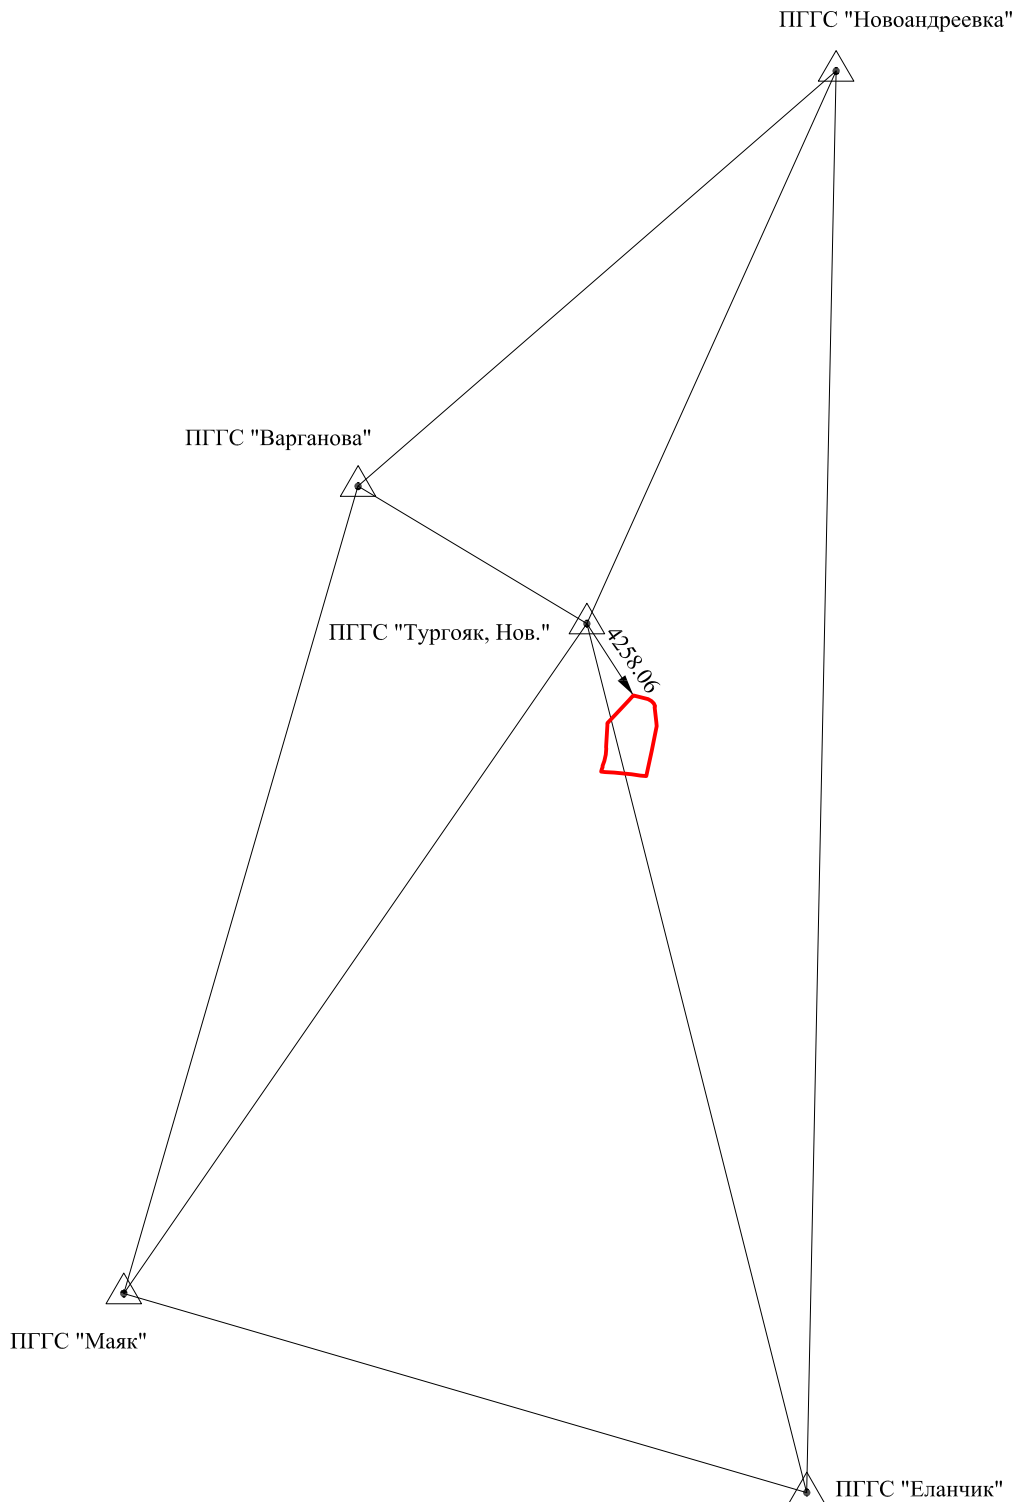 ПГГС "Новоандреевка"
ПГГС "Варганова"
ПГГС "Тургояк, Нов."
4258.06
ПГГС "Маяк"
ПГГС "Еланчик"